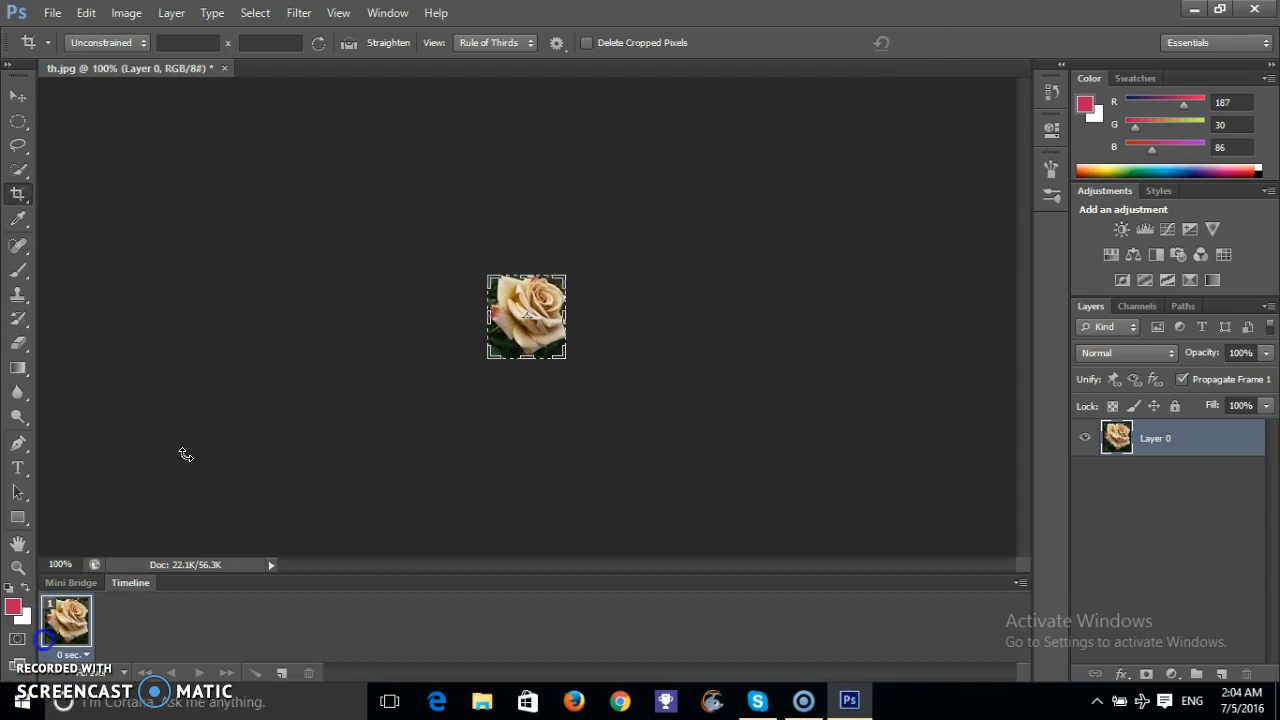 Ps File Edit Image Layer Type Select Filter View Window Help
Unconstrained x Straighten View: Rule of Thirds Delete Cropped Pixels Essentials
th.jpg @ 100% (Layer 0, RGB/8#) * ×
Color Swatches
R 187
G 30
B 86
Adjustments Styles
Add an adjustment
Layers Channels Paths
Kind
Normal Opacity: 100%
Unify: Propagate Frame 1
Lock: Fill: 100%
Layer 0
T
100% Doc: 22.1K/56.3K
Mini Bridge Timeline
1
0 sec.
Activate Windows
Go to Settings to activate Windows.
RECORDED WITH
SCREENCAST MATIC
I'm Cortana. Ask me anything.
ENG
2:04 AM
7/5/2016